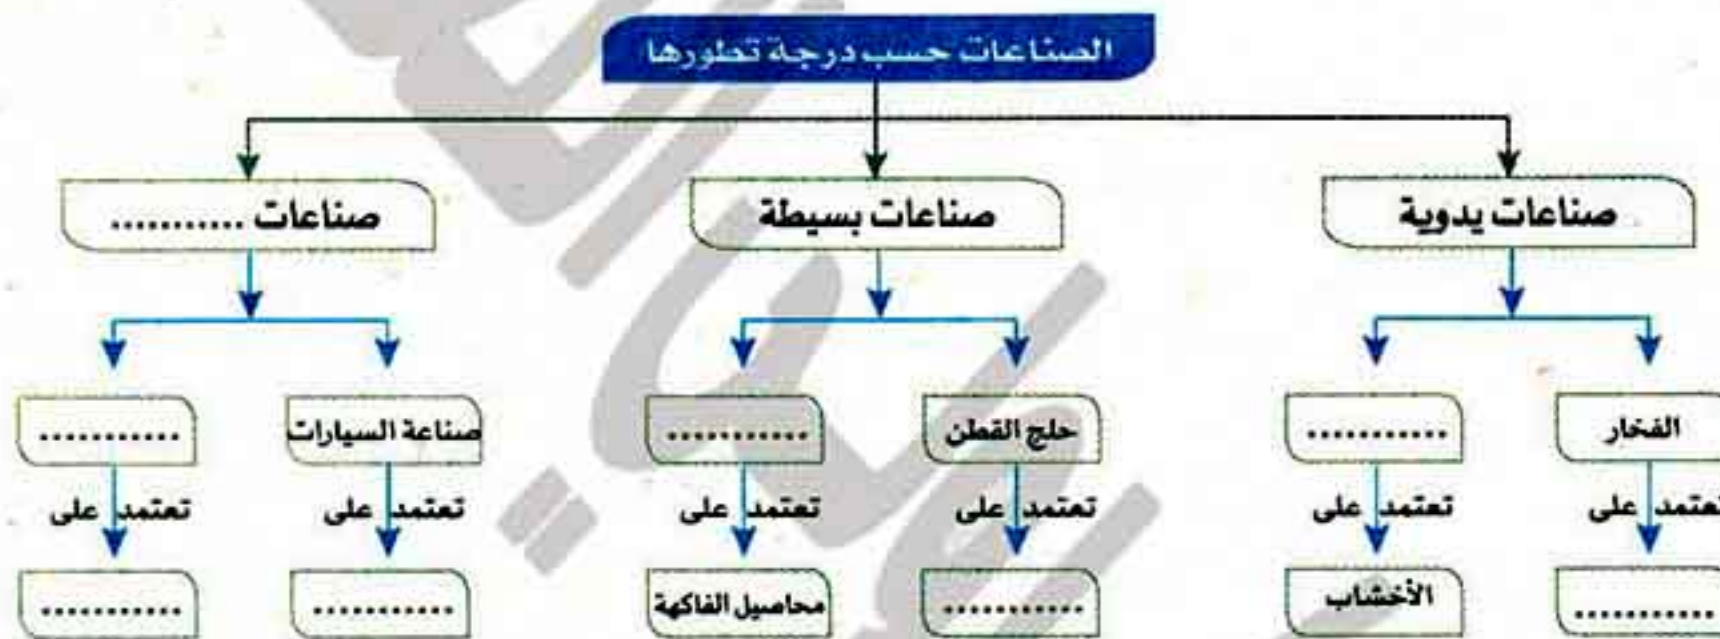 الصناعات حسب درجة تطورها
صناعات يدوية
صناعات بسيطة
صناعات ...........
الفخار
...........
حلج القطن
...........
صناعة السيارات
...........
تعتمد على
تعتمد على
تعتمد على
تعتمد على
تعتمد على
تعتمد على
...........
الأخشاب
...........
محاصيل الفاكهة
...........
...........